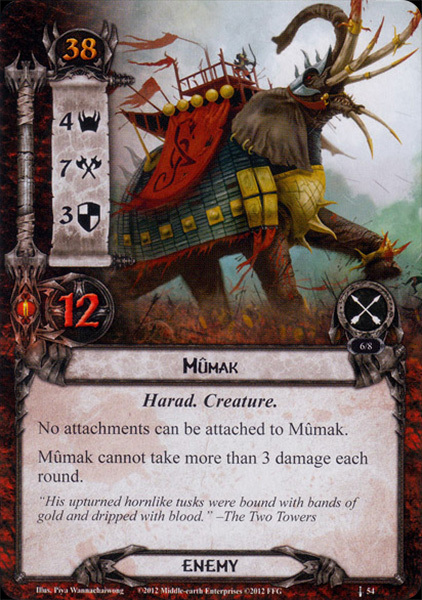 38
4
7
3
12
6/8
Mûmak
Harad. Creature.
No attachments can be attached to Mûmak.
Mûmak cannot take more than 3 damage each
round.
“His upturned hornlike tusks were bound with bands of
gold and dripped with blood.” –The Two Towers
ENEMY
Illus. Piya Wannachaiwong ©2012 Middle-earth Enterprises ©2012 FFG 54